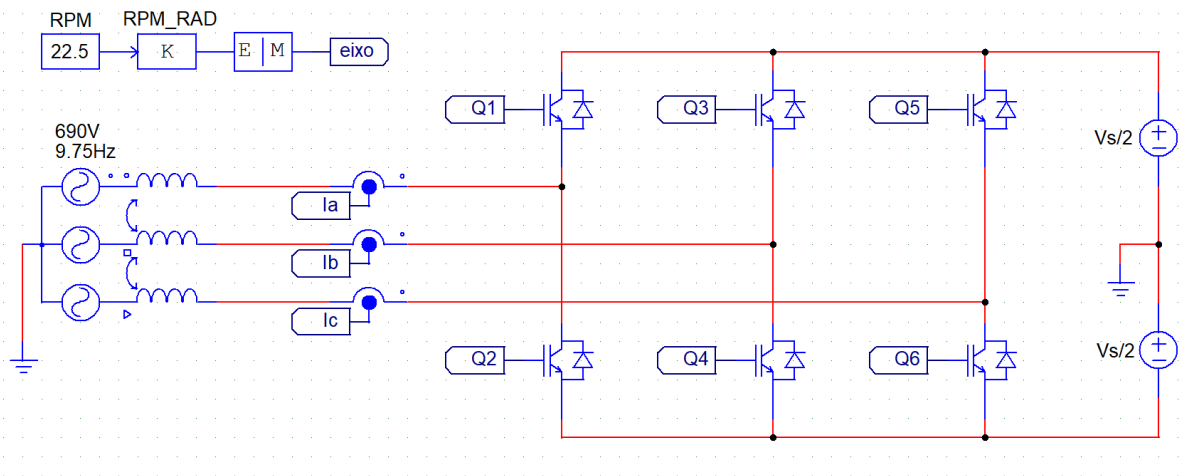 RPM RPM_RAD
22.5 K E M eixo
Q1 Q3 Q5
690V
9.75Hz
Vs/2
Ia
Ib
Ic
Q2 Q4 Q6
Vs/2